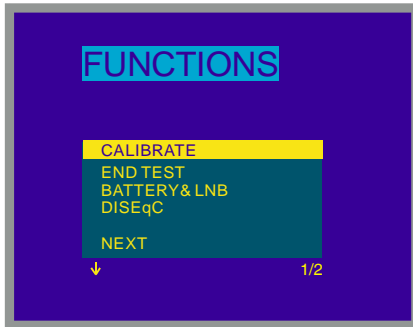 FUNCTIONS
CALIBRATE
END TEST
BATTERY& LNB
DISEqC
NEXT
↓ 1/2